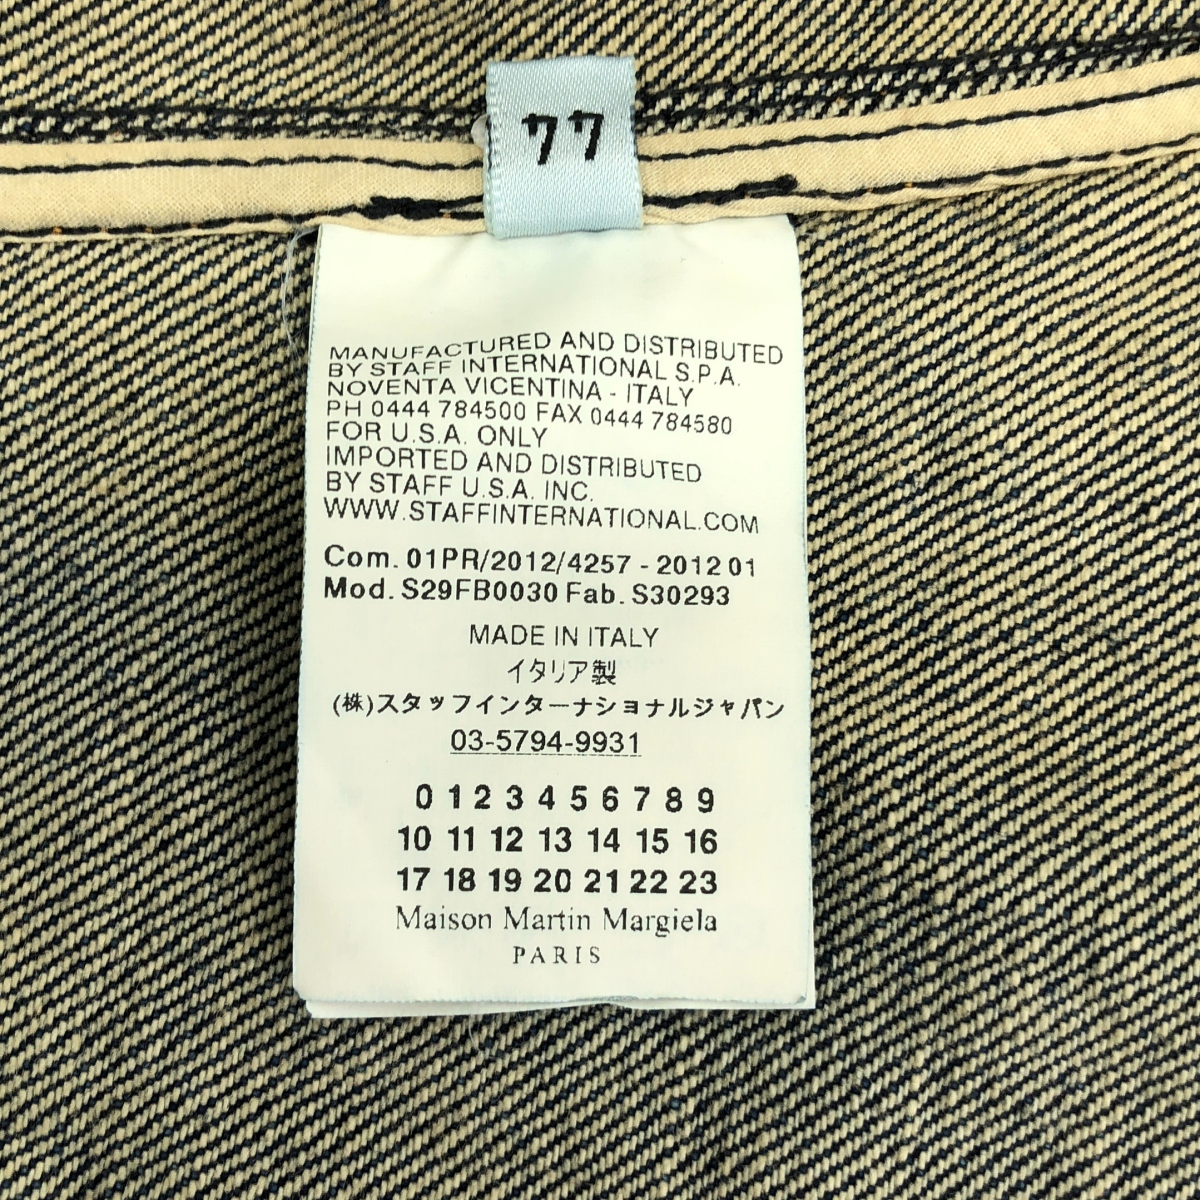 77
MANUFACTURED AND DISTRIBUTED
BY STAFF INTERNATIONAL S.P.A.
NOVENTA VICENTINA - ITALY
PH 0444 784500 FAX 0444 784580
FOR U.S.A. ONLY
IMPORTED AND DISTRIBUTED
BY STAFF U.S.A. INC.
WWW.STAFFINTERNATIONAL.COM
Com. 01PR/2012/4257 - 2012 01
Mod. S29FB0030 Fab. S30293
MADE IN ITALY
イタリア製
(株)スタッフインターナショナルジャパン
03-5794-9931
0 1 2 3 4 5 6 7 8 9
10 11 12 13 14 15 16
17 18 19 20 21 22 23
Maison Martin Margiela
PARIS